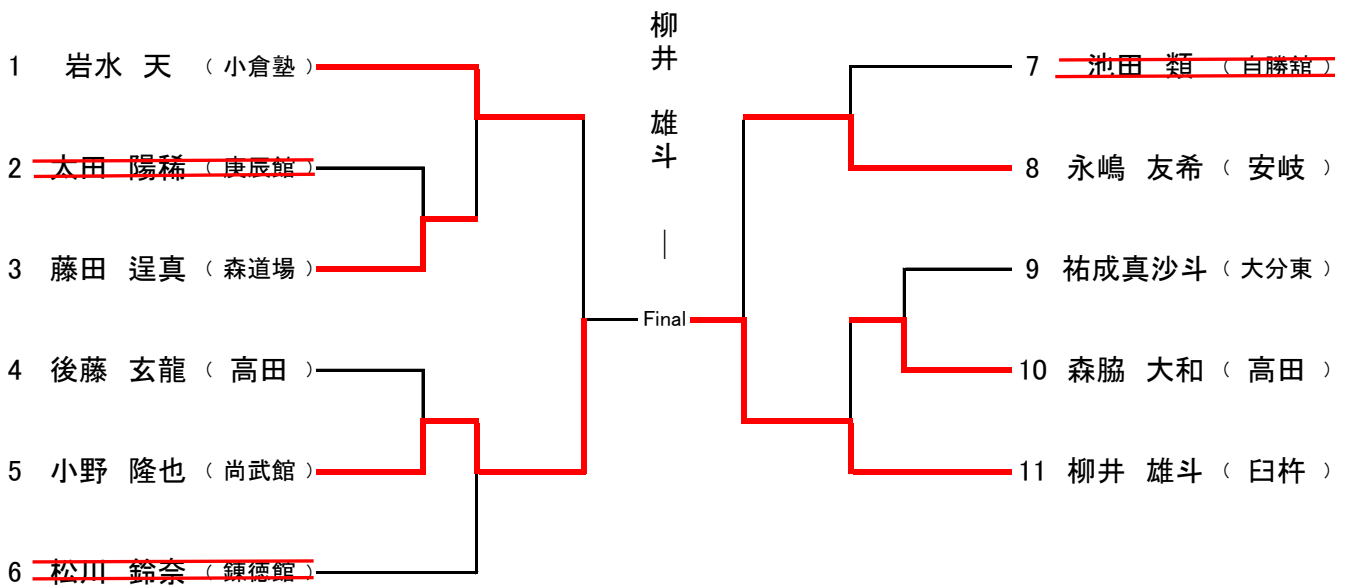 柳井 雄斗 ―
1 岩水 天 （ 小倉塾 ）
2 太田 陽稀 （ 庚辰館 ）
3 藤田 逞真 （ 森道場 ）
4 後藤 玄龍 （ 高田 ）
5 小野 隆也 （ 尚武館 ）
6 松川 鈴奈 （ 錬徳館 ）
Final
7 池田 類 （ 自勝舘 ）
8 永嶋 友希 （ 安岐 ）
9 祐成真沙斗 （ 大分東 ）
10 森脇 大和 （ 高田 ）
11 柳井 雄斗 （ 臼杵 ）